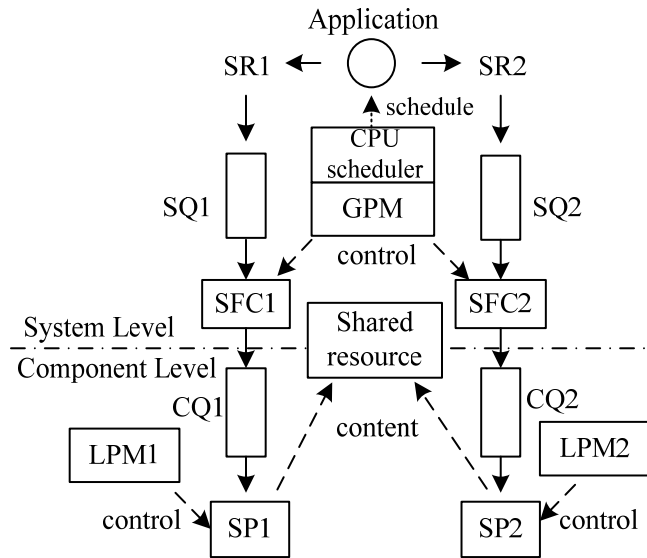 Application
SR1
SR2
schedule
CPU
scheduler
GPM
SQ1
SQ2
control
SFC1
SFC2
System Level
Shared
resource
Component Level
CQ1
CQ2
content
LPM1
LPM2
control
SP1
SP2
control